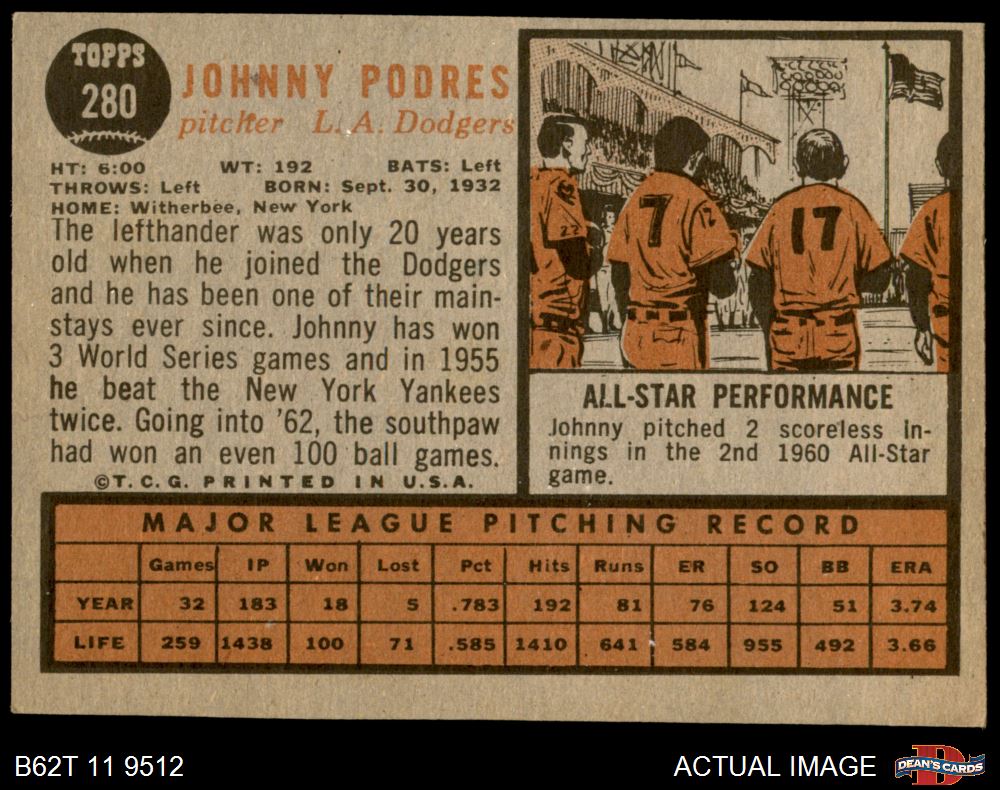 TOPPS
280
JOHNNY PODRES
pitcher L. A. Dodgers
HT: 6:00 WT: 192 BATS: Left
THROWS: Left BORN: Sept. 30, 1932
HOME: Witherbee, New York
The lefthander was only 20 years
old when he joined the Dodgers
and he has been one of their main-
stays ever since. Johnny has won
3 World Series games and in 1955
he beat the New York Yankees
twice. Going into '62, the southpaw
had won an even 100 ball games.
©T. C. G. PRINTED IN U.S.A.
22
7
12
17
ALL-STAR PERFORMANCE
Johnny pitched 2 scoreless in-
nings in the 2nd 1960 All-Star
game.
MAJOR LEAGUE PITCHING RECORD
Games IP Won Lost Pct Hits Runs ER SO BB ERA
YEAR 32 183 18 5 .783 192 81 76 124 51 3.74
LIFE 259 1438 100 71 .585 1410 641 584 955 492 3.66
B62T 11 9512
ACTUAL IMAGE
D
DEAN'S CARDS